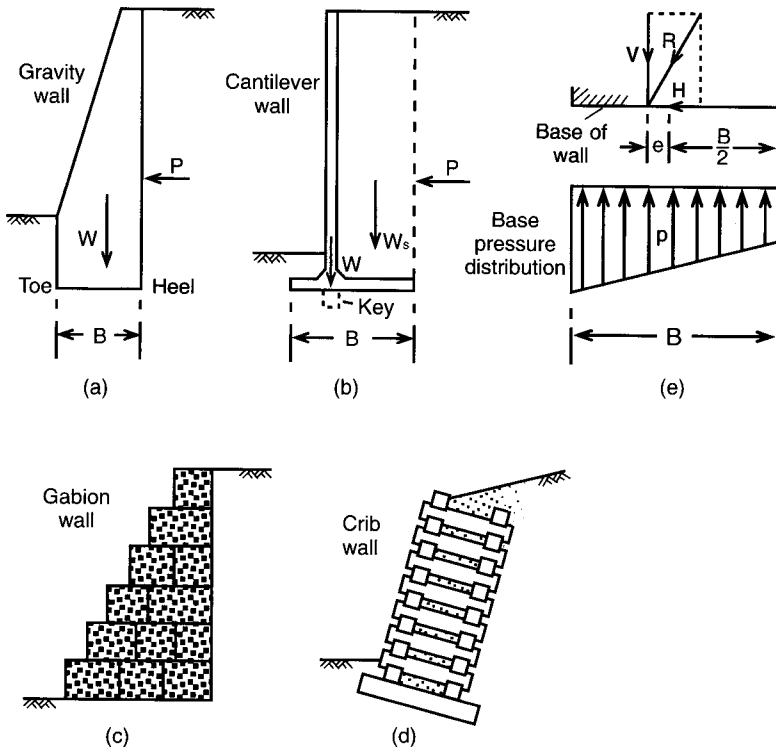 Gravity
wall
P
W
Toe
Heel
B
(a)
Cantilever
wall
P
Ws
W
Key
B
(b)
V
R
H
Base of
wall
e
B/2
Base
pressure
distribution
p
B
(e)
Gabion
wall
(c)
Crib
wall
(d)